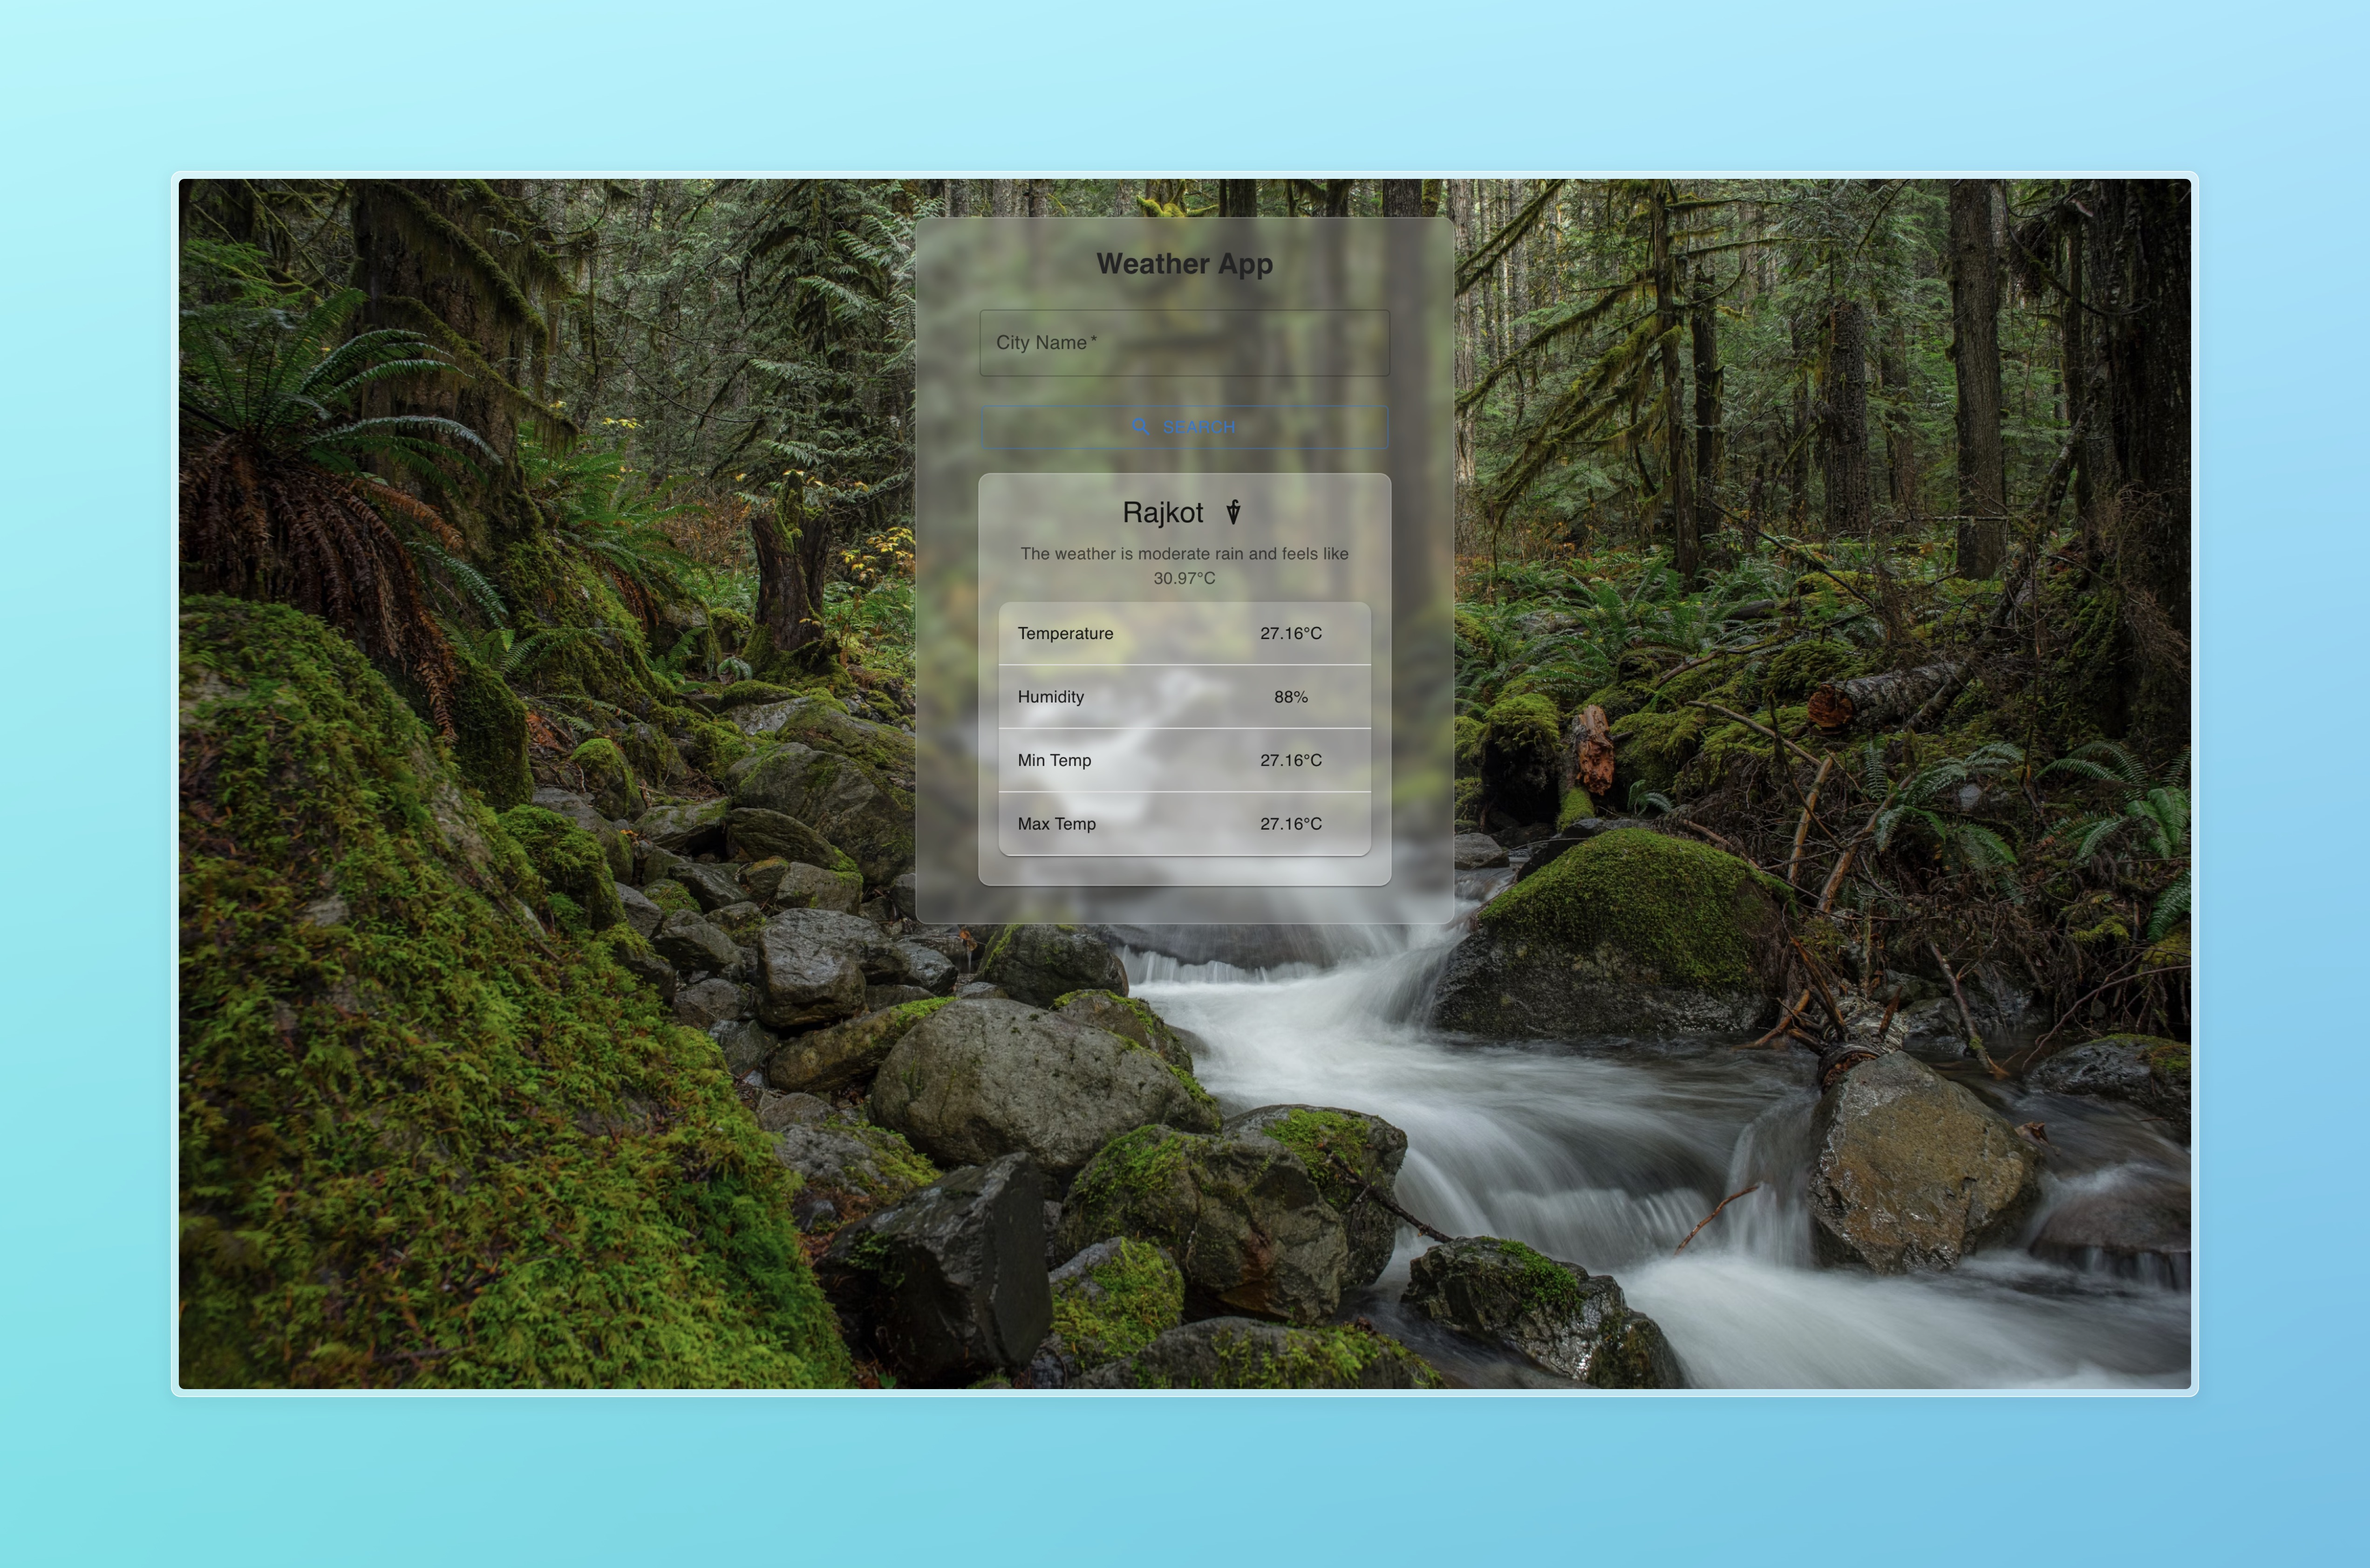 Weather App
City Name *
SEARCH
Rajkot
The weather is moderate rain and feels like
30.97°C
Temperature 27.16°C
Humidity 88%
Min Temp 27.16°C
Max Temp 27.16°C